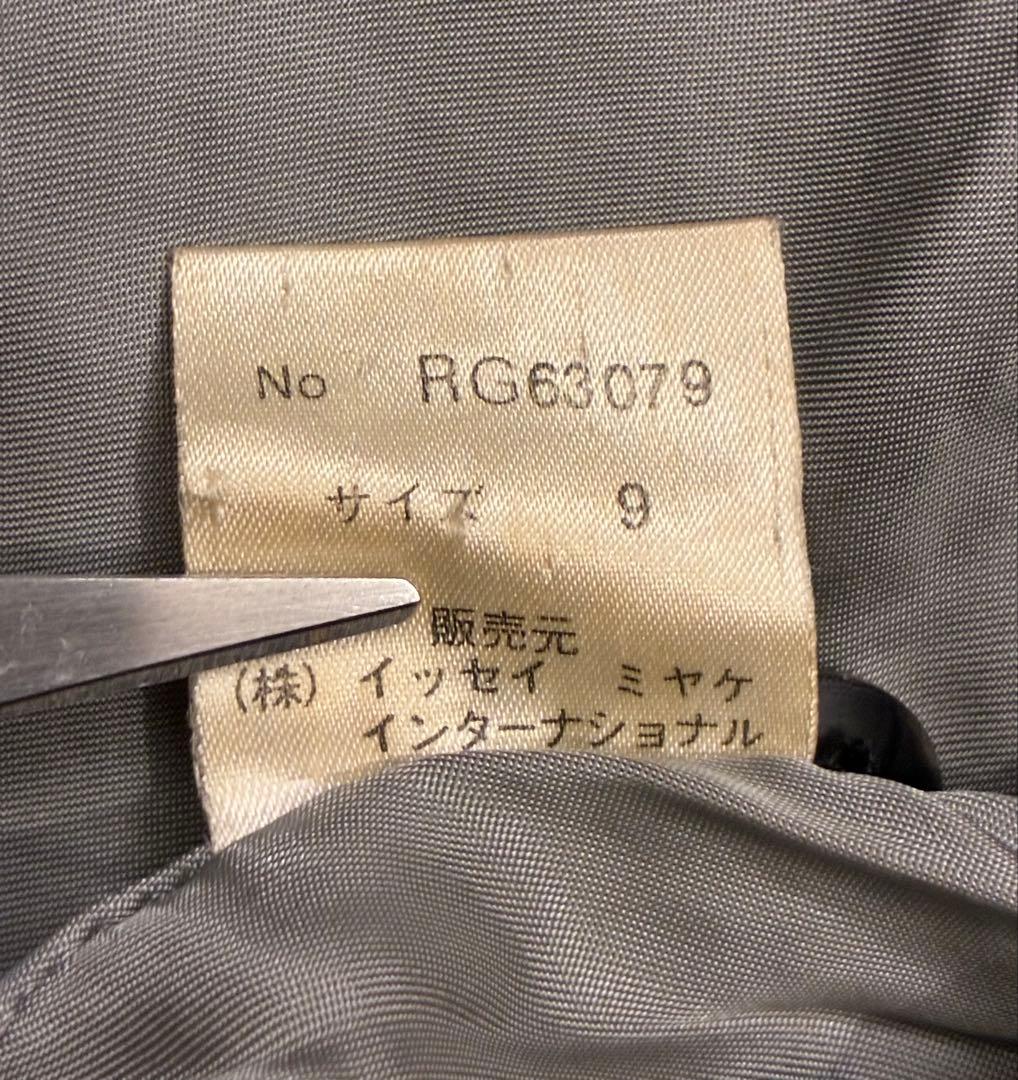 No RG63079
サイズ 9
販売元
(株) イッセイ ミヤケ
インターナショナル